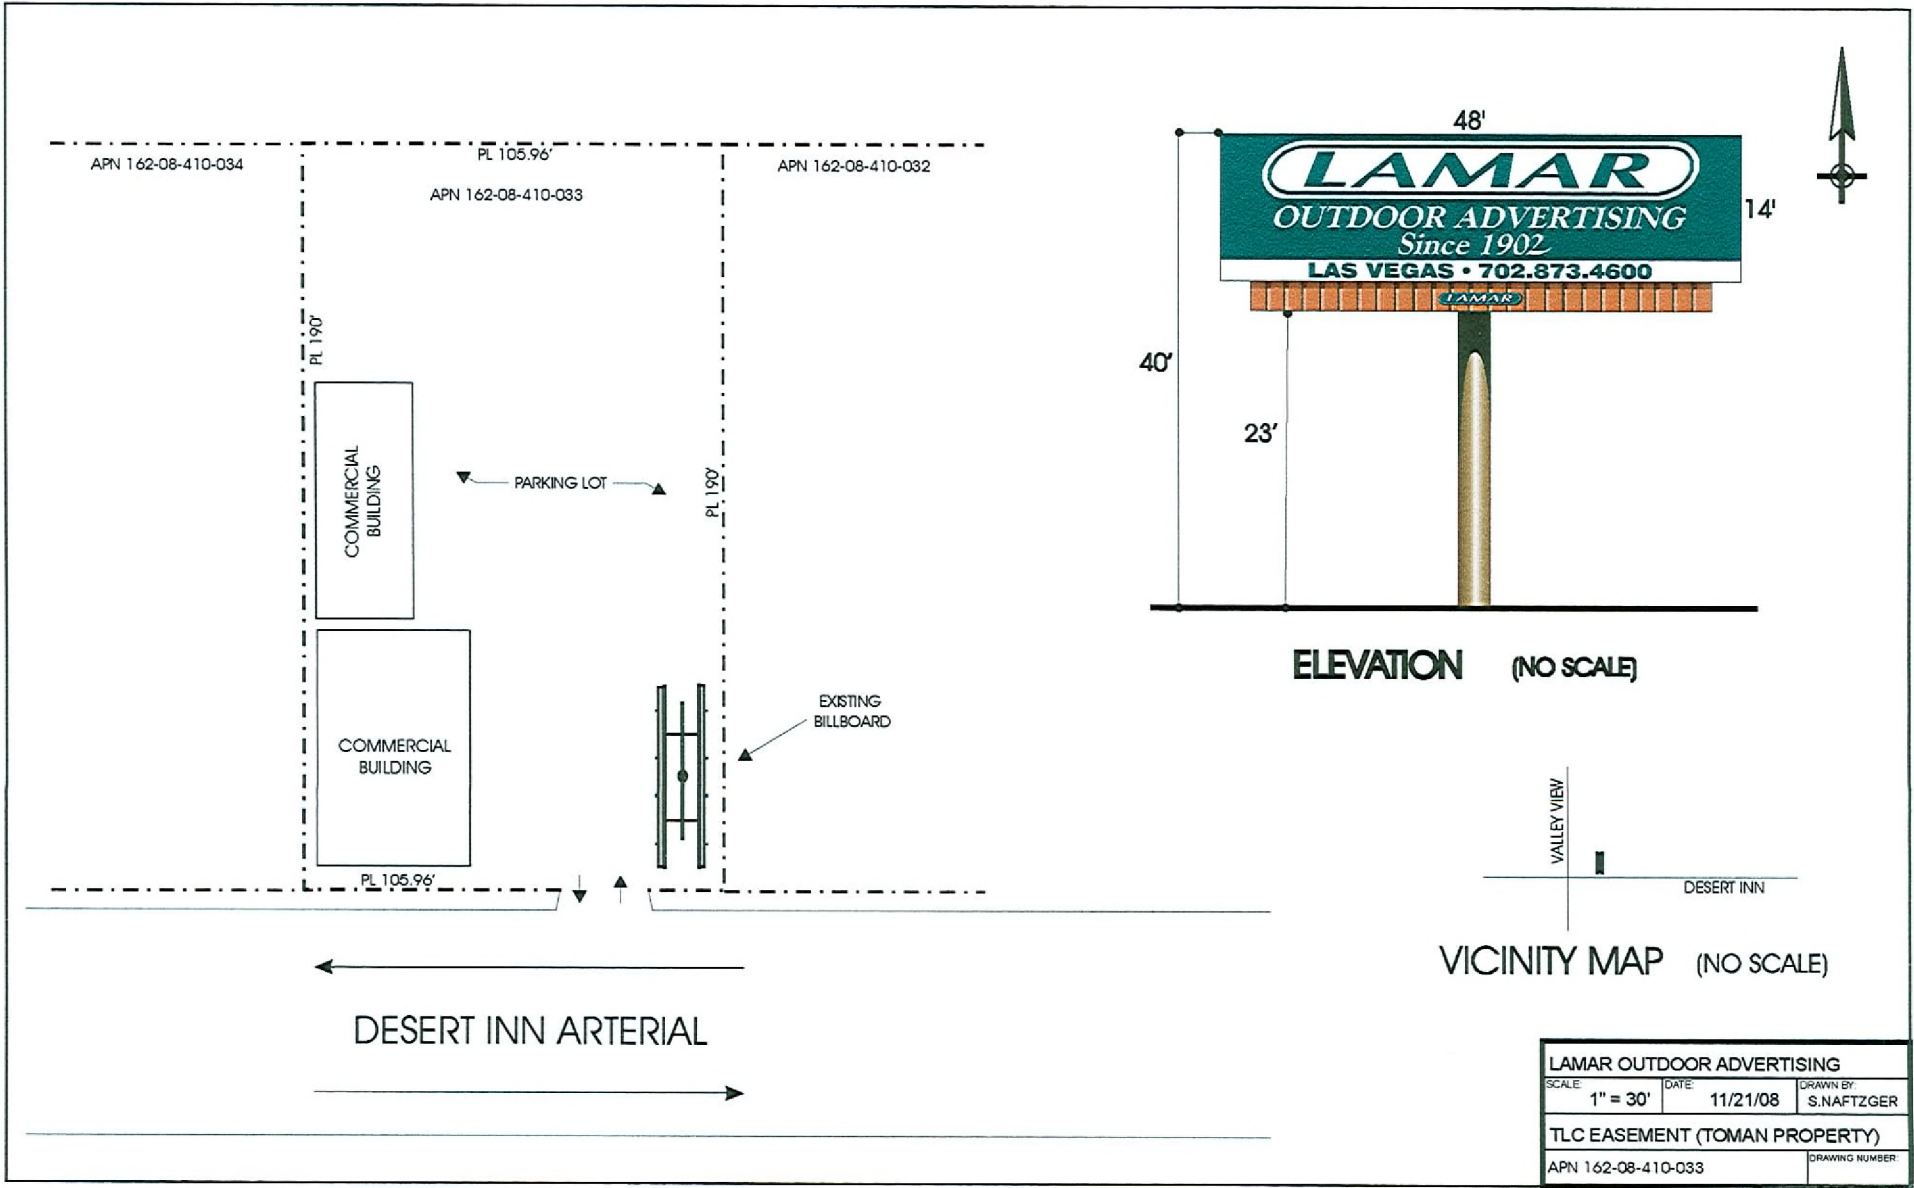 APN 162-08-410-034
PL 105.96'
APN 162-08-410-033
APN 162-08-410-032
PL 190'
PL 190'
COMMERCIAL
BUILDING
PARKING LOT
COMMERCIAL
BUILDING
EXISTING
BILLBOARD
PL 105.96'
DESERT INN ARTERIAL
48'
LAMAR
OUTDOOR ADVERTISING
Since 1902
LAS VEGAS • 702.873.4600
LAMAR
14'
40'
23'
ELEVATION (NO SCALE)
VALLEY VIEW
DESERT INN
VICINITY MAP (NO SCALE)
LAMAR OUTDOOR ADVERTISING
SCALE: 1" = 30' DATE: 11/21/08 DRAWN BY: S.NAFTZGER
TLC EASEMENT (TOMAN PROPERTY)
APN 162-08-410-033 DRAWING NUMBER: